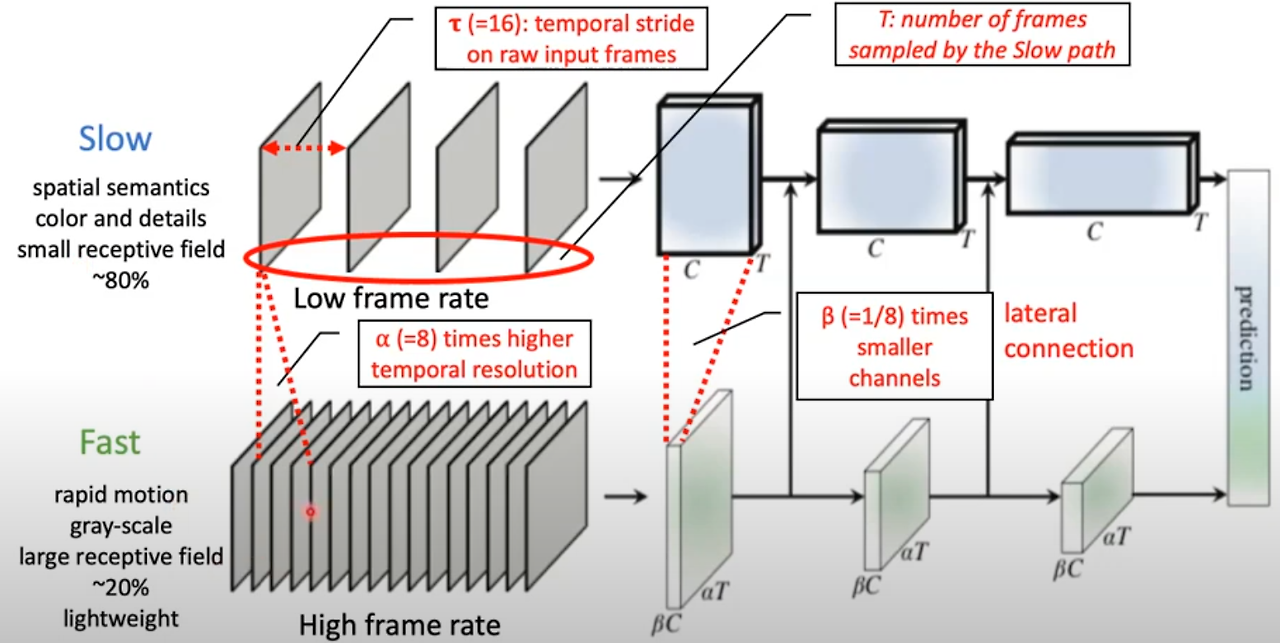 τ (=16): temporal stride
on raw input frames
T: number of frames
sampled by the Slow path
Slow
spatial semantics
color and details
small receptive field
~80%
C
T
C
T
C
T
Low frame rate
α (=8) times higher
temporal resolution
β (=1/8) times
smaller
channels
lateral
connection
prediction
Fast
rapid motion
gray-scale
large receptive field
~20%
lightweight
High frame rate
βC
αT
βC
αT
βC
αT